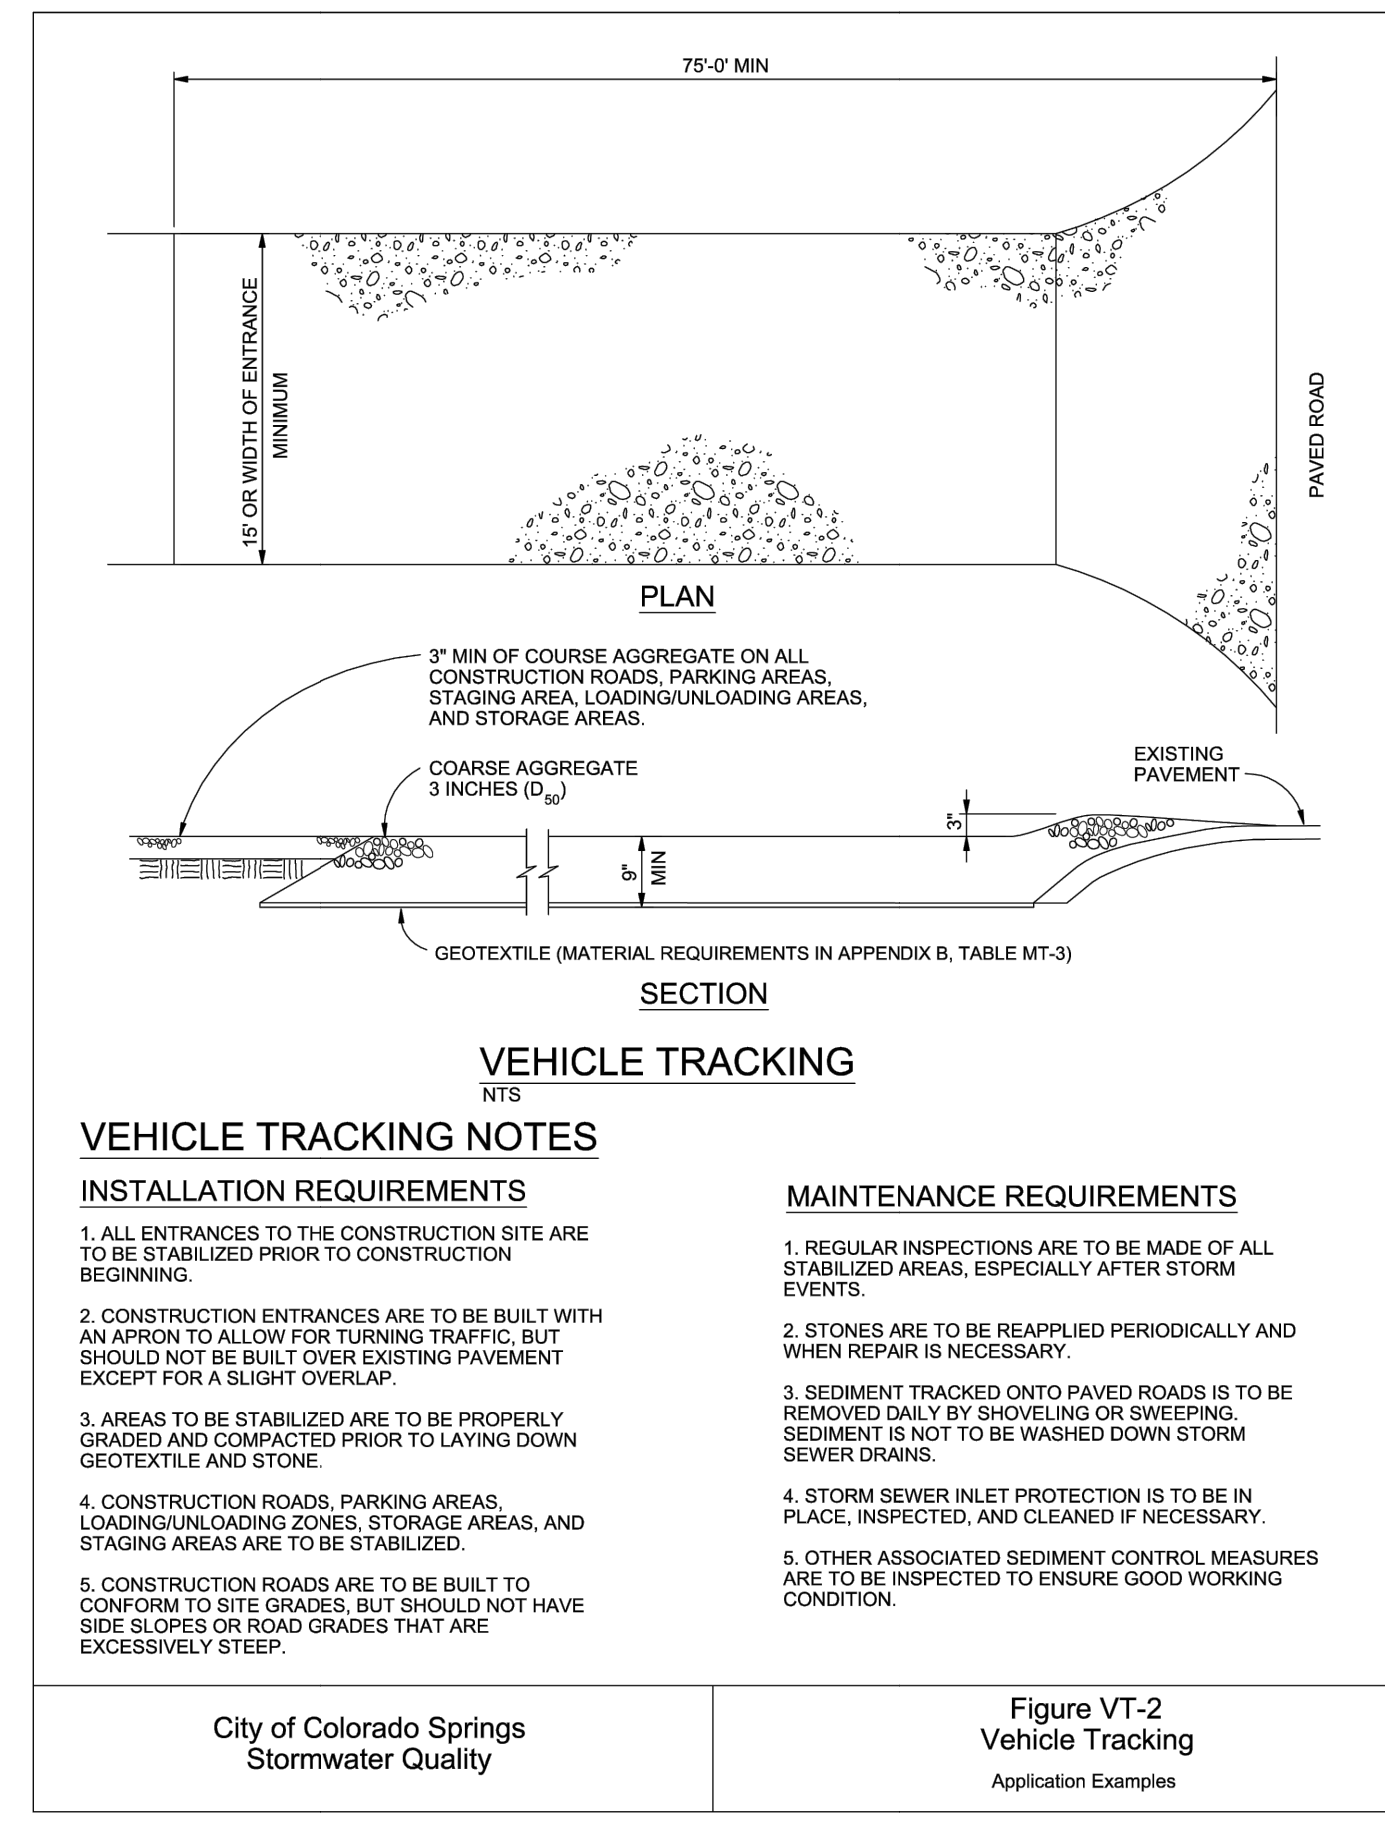 75'-0' MIN
15' OR WIDTH OF ENTRANCE
MINIMUM
PAVED ROAD
PLAN
3" MIN OF COURSE AGGREGATE ON ALL
CONSTRUCTION ROADS, PARKING AREAS,
STAGING AREA, LOADING/UNLOADING AREAS,
AND STORAGE AREAS.
COARSE AGGREGATE
3 INCHES (D50)
EXISTING
PAVEMENT
3"
9"
MIN
GEOTEXTILE (MATERIAL REQUIREMENTS IN APPENDIX B, TABLE MT-3)
SECTION
VEHICLE TRACKING
NTS
VEHICLE TRACKING NOTES
INSTALLATION REQUIREMENTS
1. ALL ENTRANCES TO THE CONSTRUCTION SITE ARE
TO BE STABILIZED PRIOR TO CONSTRUCTION
BEGINNING.
2. CONSTRUCTION ENTRANCES ARE TO BE BUILT WITH
AN APRON TO ALLOW FOR TURNING TRAFFIC, BUT
SHOULD NOT BE BUILT OVER EXISTING PAVEMENT
EXCEPT FOR A SLIGHT OVERLAP.
3. AREAS TO BE STABILIZED ARE TO BE PROPERLY
GRADED AND COMPACTED PRIOR TO LAYING DOWN
GEOTEXTILE AND STONE.
4. CONSTRUCTION ROADS, PARKING AREAS,
LOADING/UNLOADING ZONES, STORAGE AREAS, AND
STAGING AREAS ARE TO BE STABILIZED.
5. CONSTRUCTION ROADS ARE TO BE BUILT TO
CONFORM TO SITE GRADES, BUT SHOULD NOT HAVE
SIDE SLOPES OR ROAD GRADES THAT ARE
EXCESSIVELY STEEP.
MAINTENANCE REQUIREMENTS
1. REGULAR INSPECTIONS ARE TO BE MADE OF ALL
STABILIZED AREAS, ESPECIALLY AFTER STORM
EVENTS.
2. STONES ARE TO BE REAPPLIED PERIODICALLY AND
WHEN REPAIR IS NECESSARY.
3. SEDIMENT TRACKED ONTO PAVED ROADS IS TO BE
REMOVED DAILY BY SHOVELING OR SWEEPING.
SEDIMENT IS NOT TO BE WASHED DOWN STORM
SEWER DRAINS.
4. STORM SEWER INLET PROTECTION IS TO BE IN
PLACE, INSPECTED, AND CLEANED IF NECESSARY.
5. OTHER ASSOCIATED SEDIMENT CONTROL MEASURES
ARE TO BE INSPECTED TO ENSURE GOOD WORKING
CONDITION.
City of Colorado Springs
Stormwater Quality
Figure VT-2
Vehicle Tracking
Application Examples